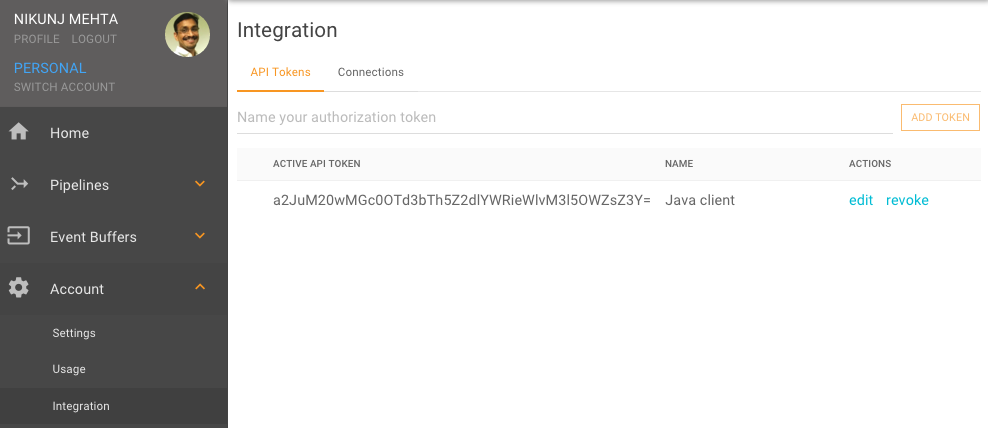 NIKUNJ MEHTA
PROFILE LOGOUT
PERSONAL
SWITCH ACCOUNT
Home
Pipelines
Event Buffers
Account
Settings
Usage
Integration
Integration
API Tokens Connections
Name your authorization token ADD TOKEN
ACTIVE API TOKEN NAME ACTIONS
a2JuM20wMGc0OTd3bTh5Z2dlYWRieWlvM3l5OWZsZ3Y= Java client edit revoke